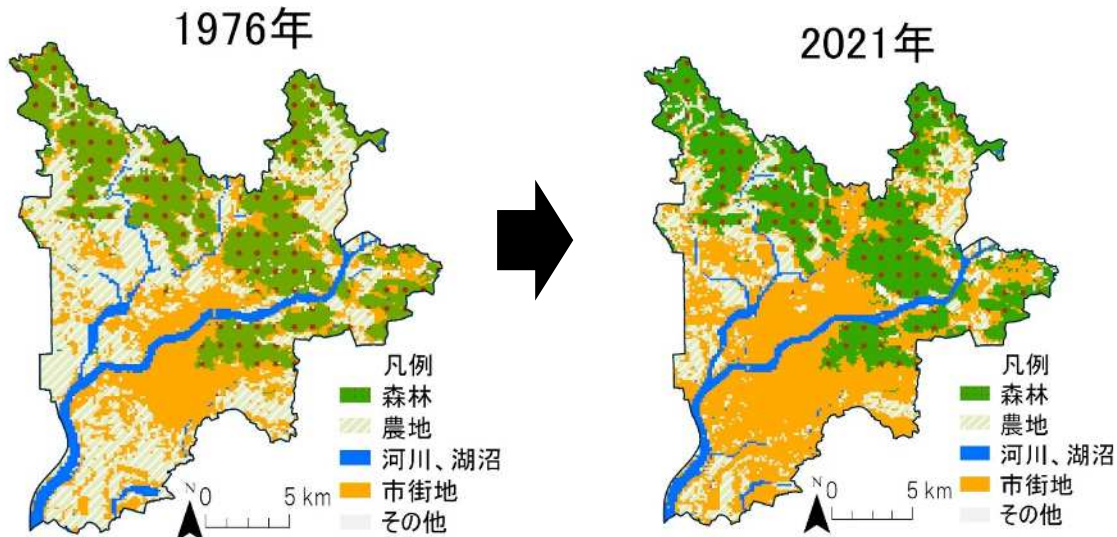 1976年
凡例
森林
農地
河川、湖沼
市街地
その他
N
0 5 km
2021年
凡例
森林
農地
河川、湖沼
市街地
その他
N
0 5 km